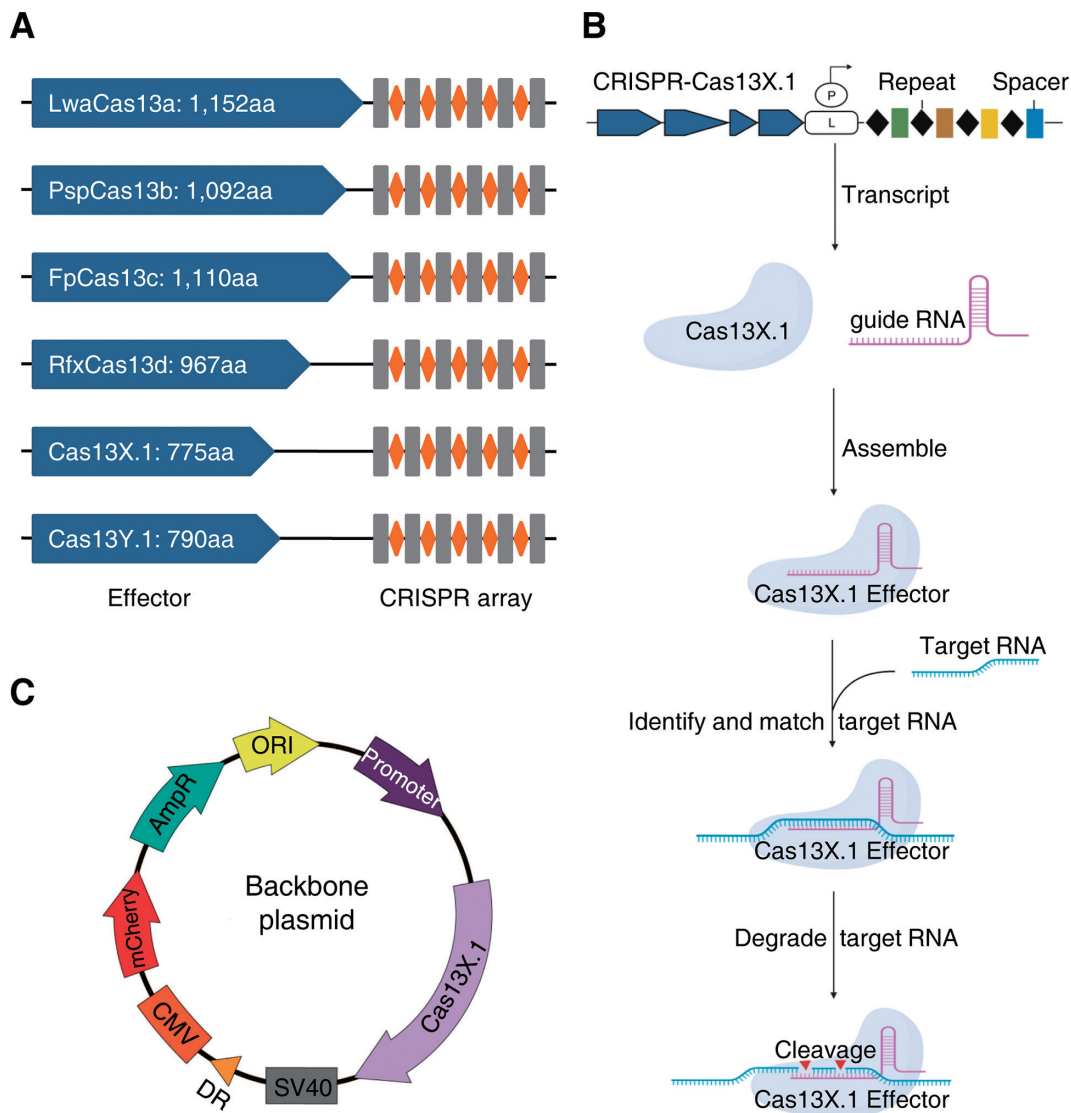 A
LwaCas13a: 1,152aa
PspCas13b: 1,092aa
FpCas13c: 1,110aa
RfxCas13d: 967aa
Cas13X.1: 775aa
Cas13Y.1: 790aa
Effector
CRISPR array
B
CRISPR-Cas13X.1
P
L
Repeat
Spacer
Transcript
Cas13X.1
guide RNA
Assemble
Cas13X.1 Effector
Target RNA
Identify and match target RNA
Cas13X.1 Effector
Degrade target RNA
Cleavage
Cas13X.1 Effector
C
ORI
Promoter
Cas13X.1
SV40
DR
CMV
mCherry
AmpR
Backbone
plasmid